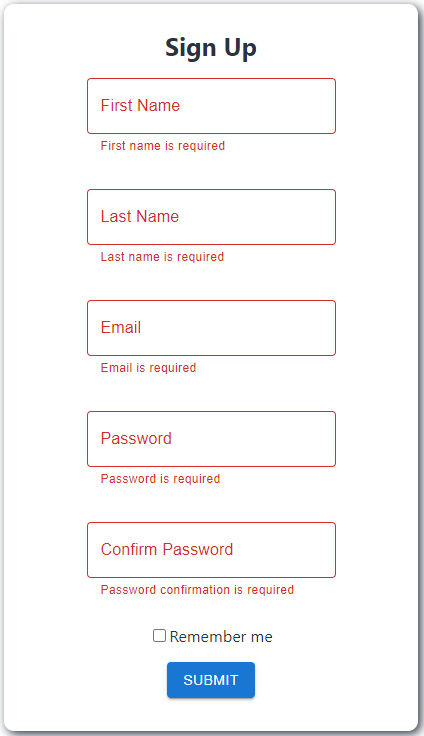 Sign Up
First Name
First name is required
Last Name
Last name is required
Email
Email is required
Password
Password is required
Confirm Password
Password confirmation is required
Remember me
SUBMIT